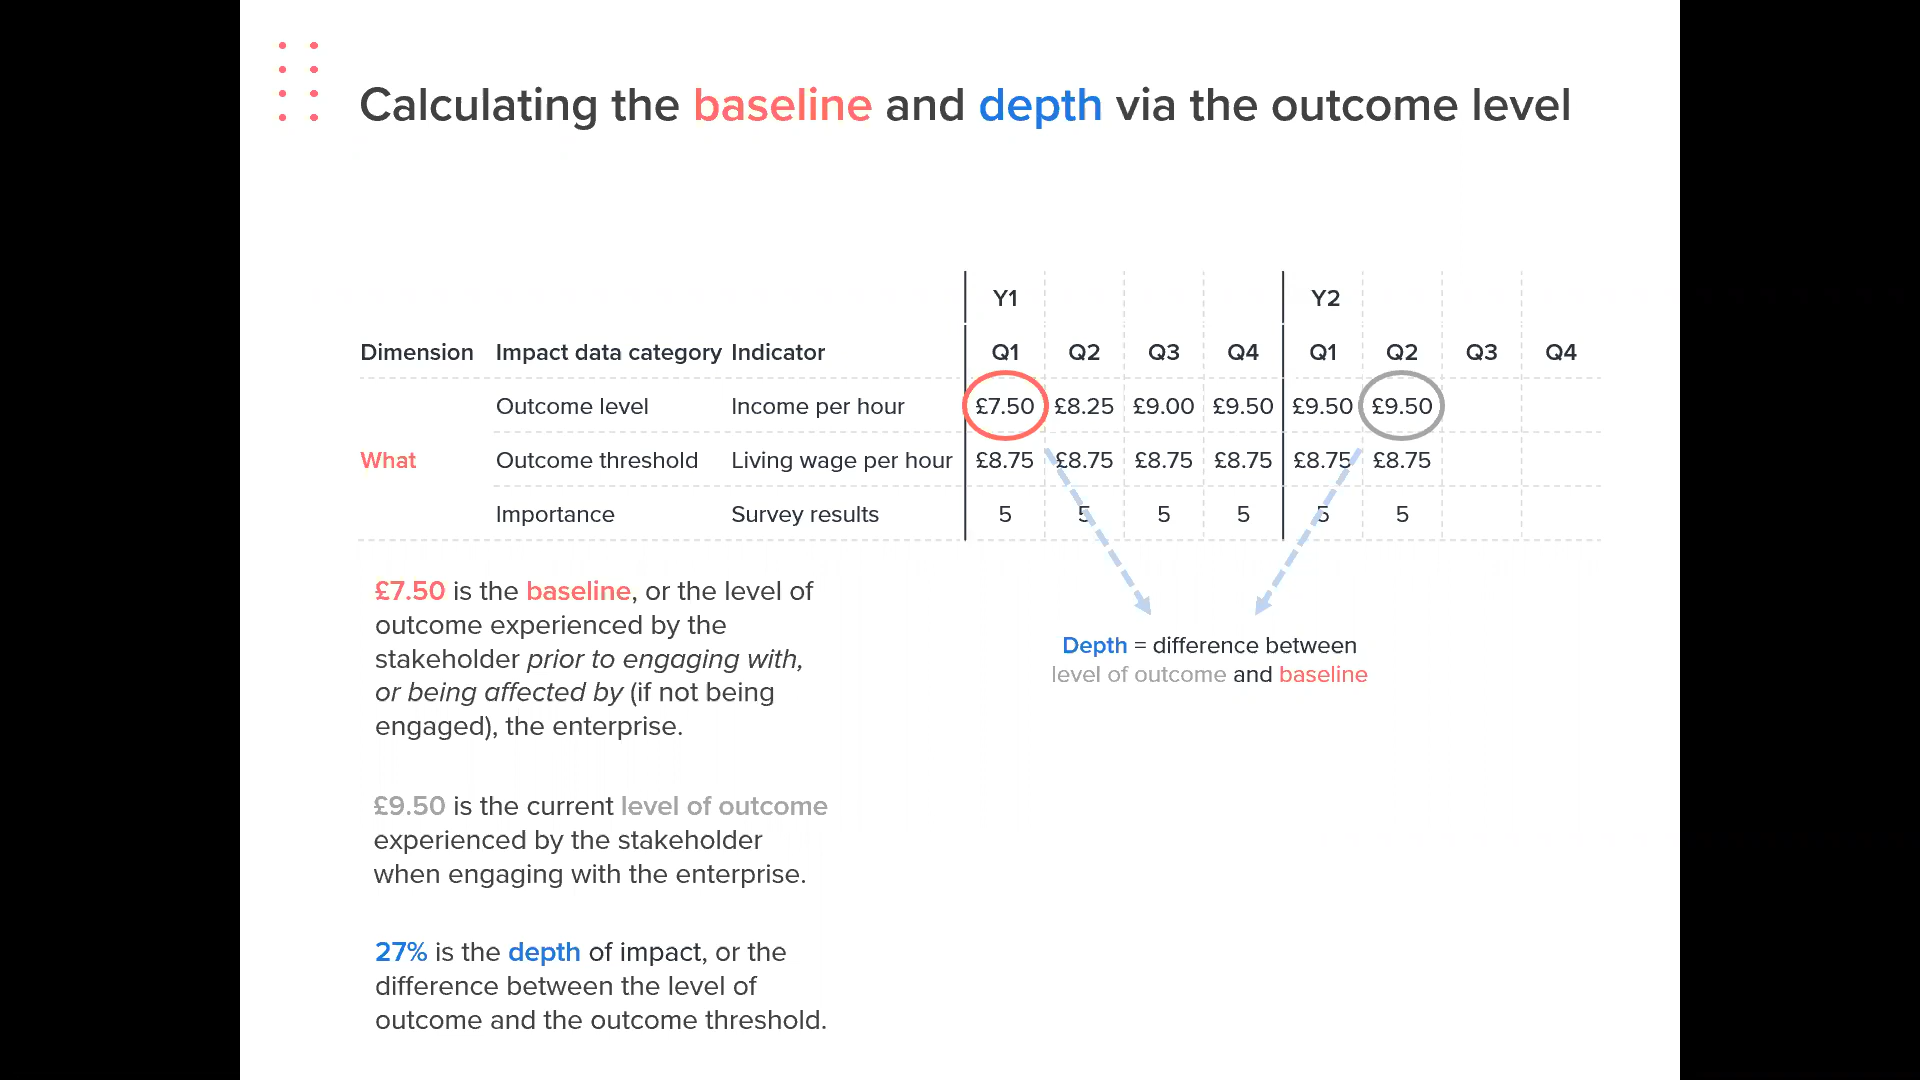 Calculating the baseline and depth via the outcome level
Y1 Y2
Dimension Impact data category Indicator Q1 Q2 Q3 Q4 Q1 Q2 Q3 Q4
Outcome level Income per hour £7.50 £8.25 £9.00 £9.50 £9.50 £9.50
What Outcome threshold Living wage per hour £8.75 £8.75 £8.75 £8.75 £8.75 £8.75
Importance Survey results 5 5 5 5 5 5
£7.50 is the baseline, or the level of
outcome experienced by the
stakeholder prior to engaging with,
or being affected by (if not being
engaged), the enterprise.
Depth = difference between
level of outcome and baseline
£9.50 is the current level of outcome
experienced by the stakeholder
when engaging with the enterprise.
27% is the depth of impact, or the
difference between the level of
outcome and the outcome threshold.